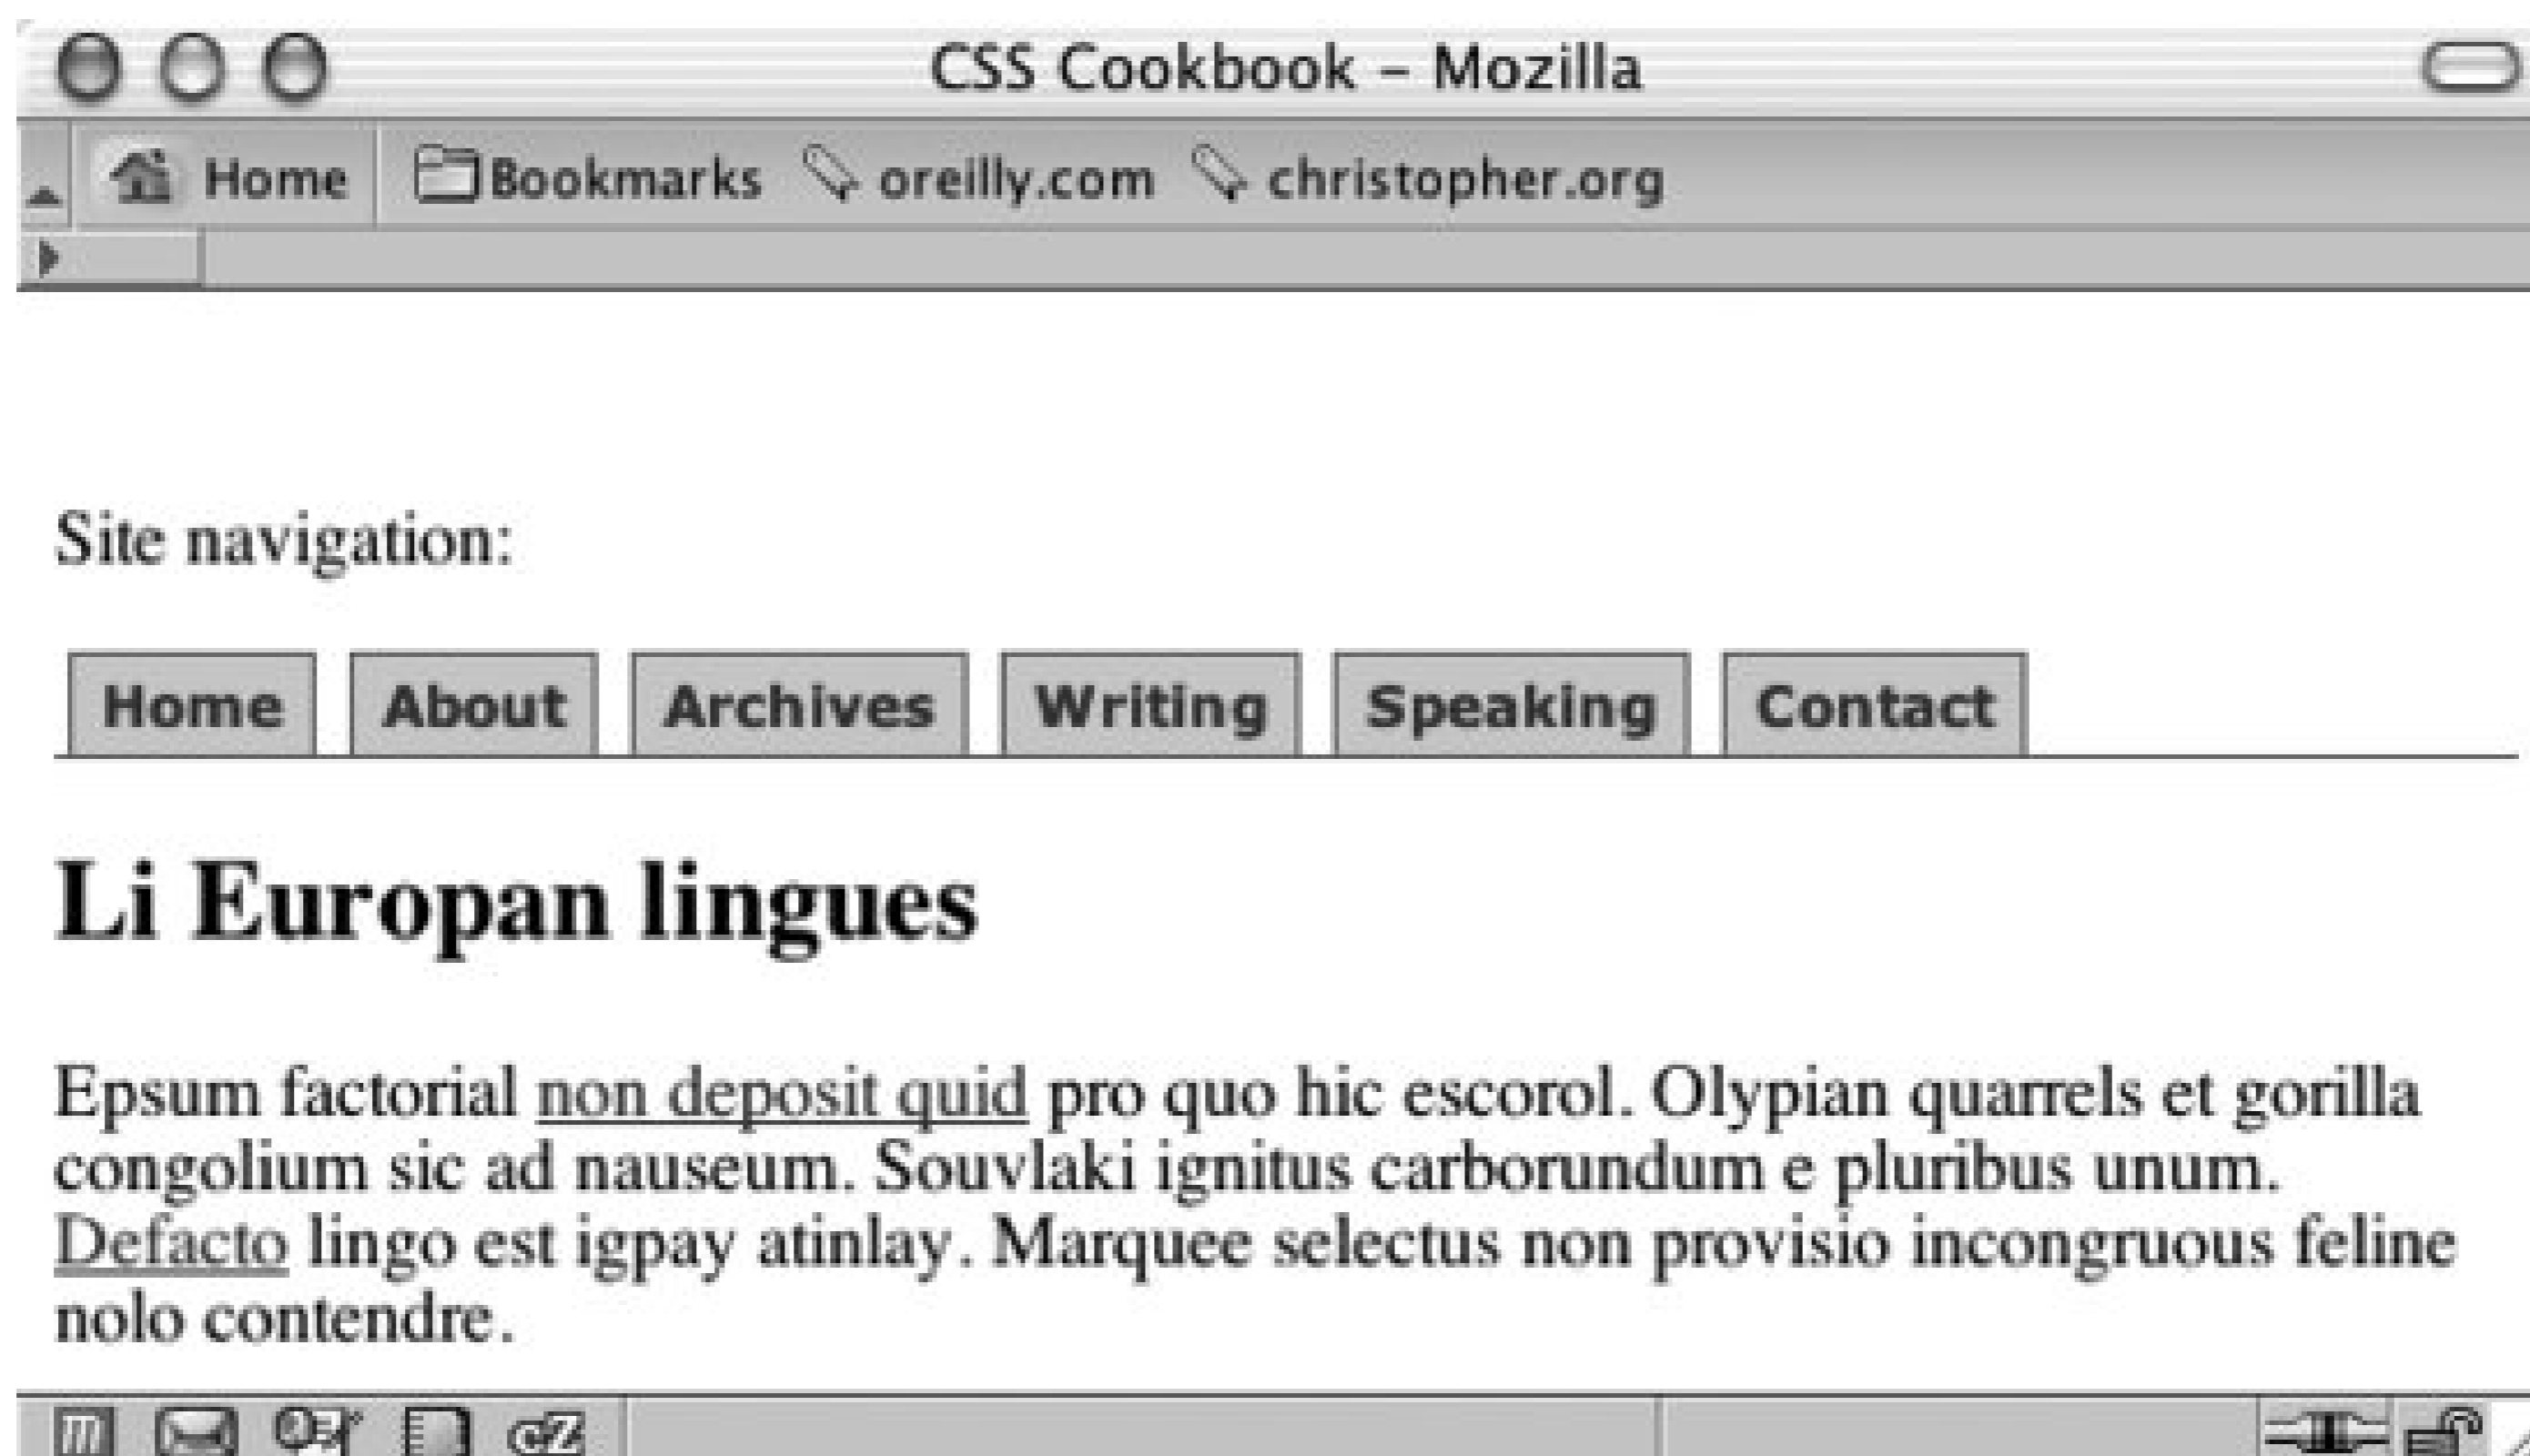 CSS Cookbook – Mozilla
Home Bookmarks oreilly.com christopher.org
Site navigation:
Home About Archives Writing Speaking Contact
Li Europan lingues
Epsum factorial non deposit quid pro quo hic escorol. Olypian quarrels et gorilla
congolium sic ad nauseum. Souvlaki ignitus carborundum e pluribus unum.
Defacto lingo est igpay atinlay. Marquee selectus non provisio incongruous feline
nolo contendre.
m
cZ